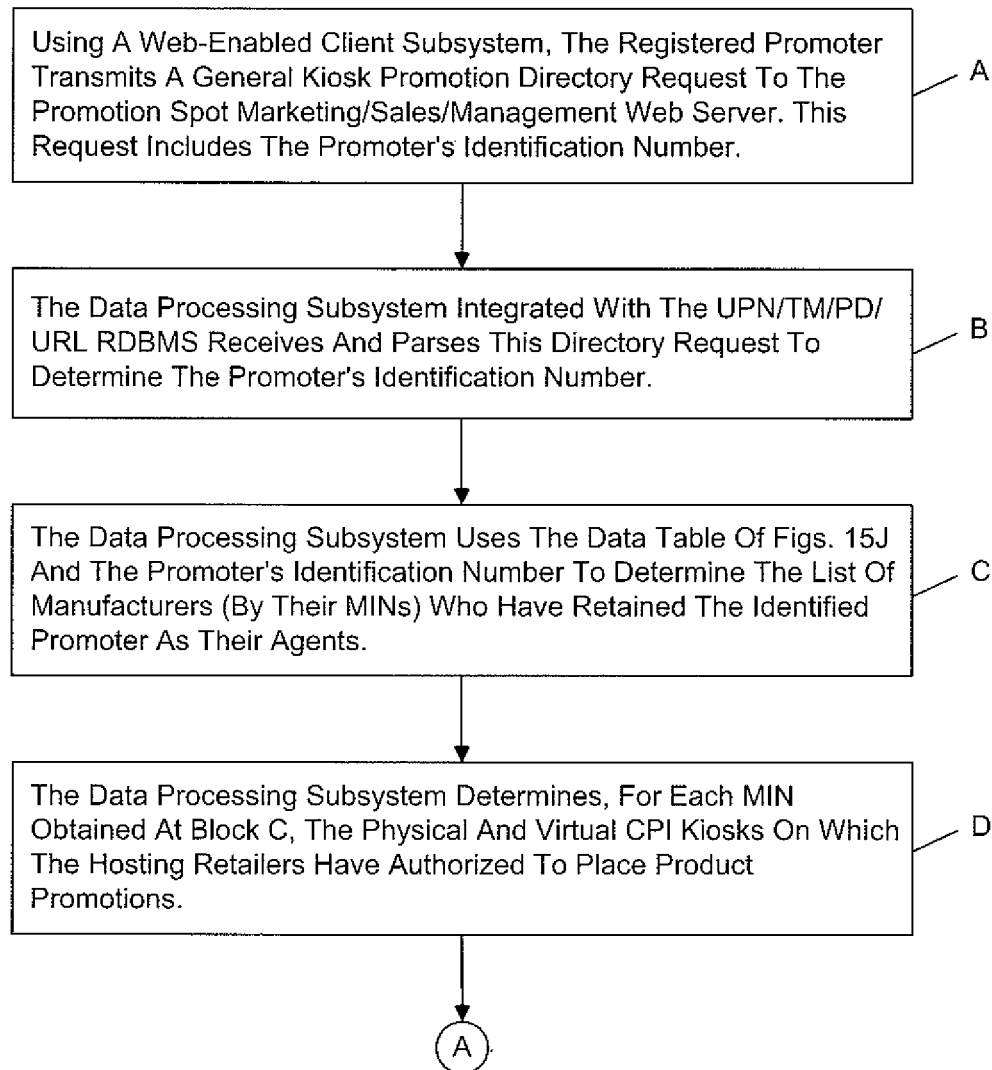 Using A Web-Enabled Client Subsystem, The Registered Promoter
Transmits A General Kiosk Promotion Directory Request To The
Promotion Spot Marketing/Sales/Management Web Server. This
Request Includes The Promoter's Identification Number.
A
The Data Processing Subsystem Integrated With The UPN/TM/PD/
URL RDBMS Receives And Parses This Directory Request To
Determine The Promoter's Identification Number.
B
The Data Processing Subsystem Uses The Data Table Of Figs. 15J
And The Promoter's Identification Number To Determine The List Of
Manufacturers (By Their MINs) Who Have Retained The Identified
Promoter As Their Agents.
C
The Data Processing Subsystem Determines, For Each MIN
Obtained At Block C, The Physical And Virtual CPI Kiosks On Which
The Hosting Retailers Have Authorized To Place Product
Promotions.
D
A